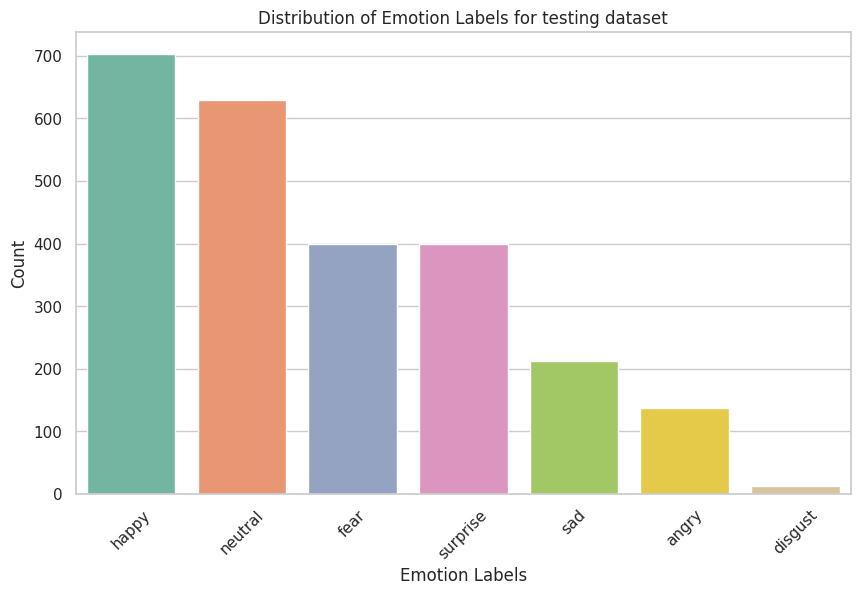 Distribution of Emotion Labels for testing dataset
700
600
500
400
300
200
100
0
Count
happy
neutral
fear
surprise
sad
angry
disgust
Emotion Labels